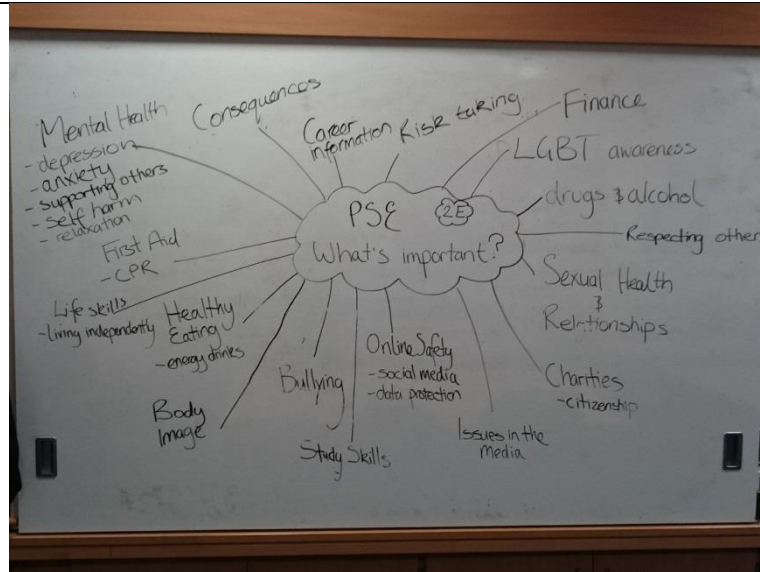 PSE 2E
What's important?
Mental Health
- depression
- anxiety
- supporting others
- self harm
- relaxation
Consequences
Career
information
Risk taking
Finance
LGBT awareness
drugs & alcohol
Respecting other
Sexual Health
&
Relationships
Charities
- citizenship
Issues in the
media
Online Safety
- social media
- data protection
Study Skills
Bullying
Body
Image
Healthy
Eating
- energy drinks
Life skills
- living independently
First Aid
- CPR